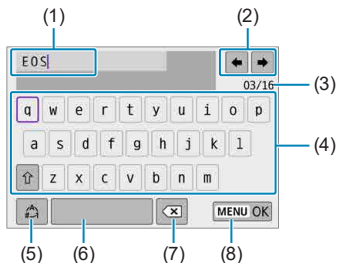 (1) (2)
EOS
03/16 (3)
q w e r t y u i o p
a s d f g h j k l (4)
z x c v b n m
MENU OK
(5) (6) (7) (8)